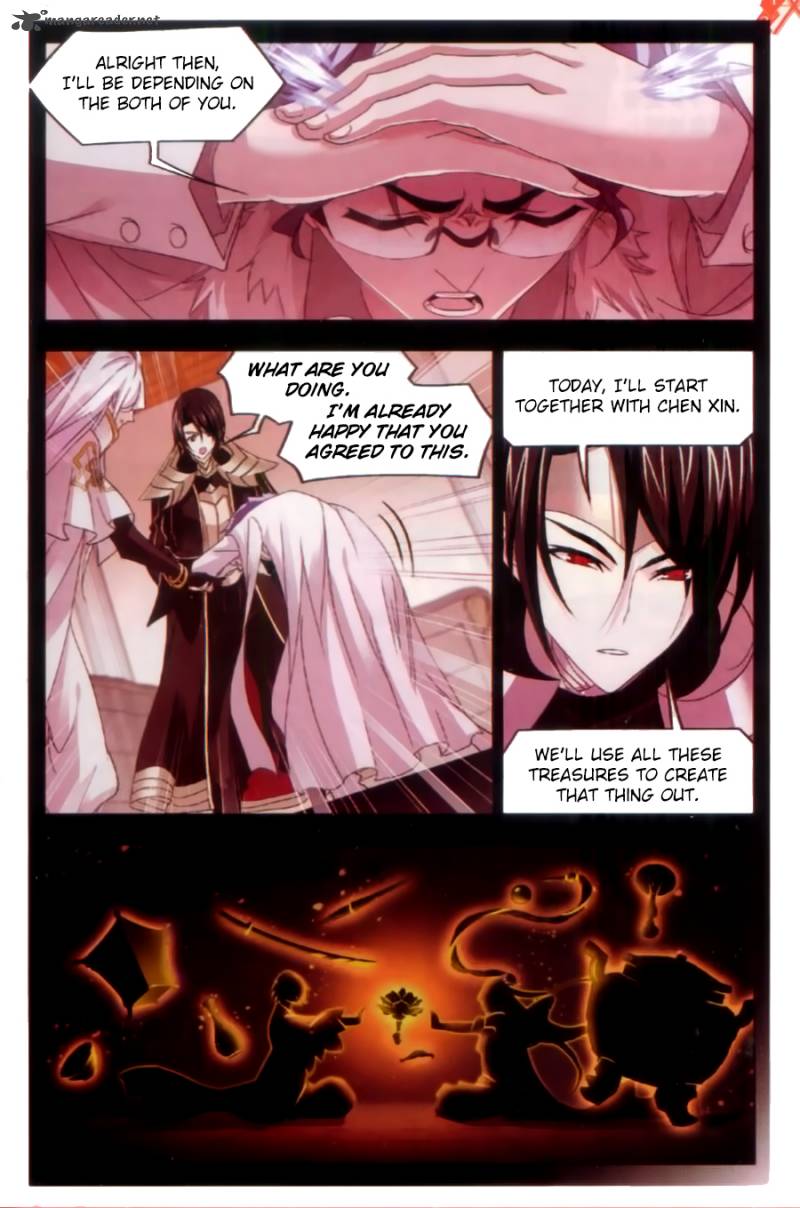 mangareader.net
ALRIGHT THEN,
I'LL BE DEPENDING ON
THE BOTH OF YOU.
WHAT ARE YOU
DOING.
I'M ALREADY
HAPPY THAT YOU
AGREED TO THIS.
TODAY, I'LL START
TOGETHER WITH CHEN XIN.
WE'LL USE ALL THESE
TREASURES TO CREATE
THAT THING OUT.